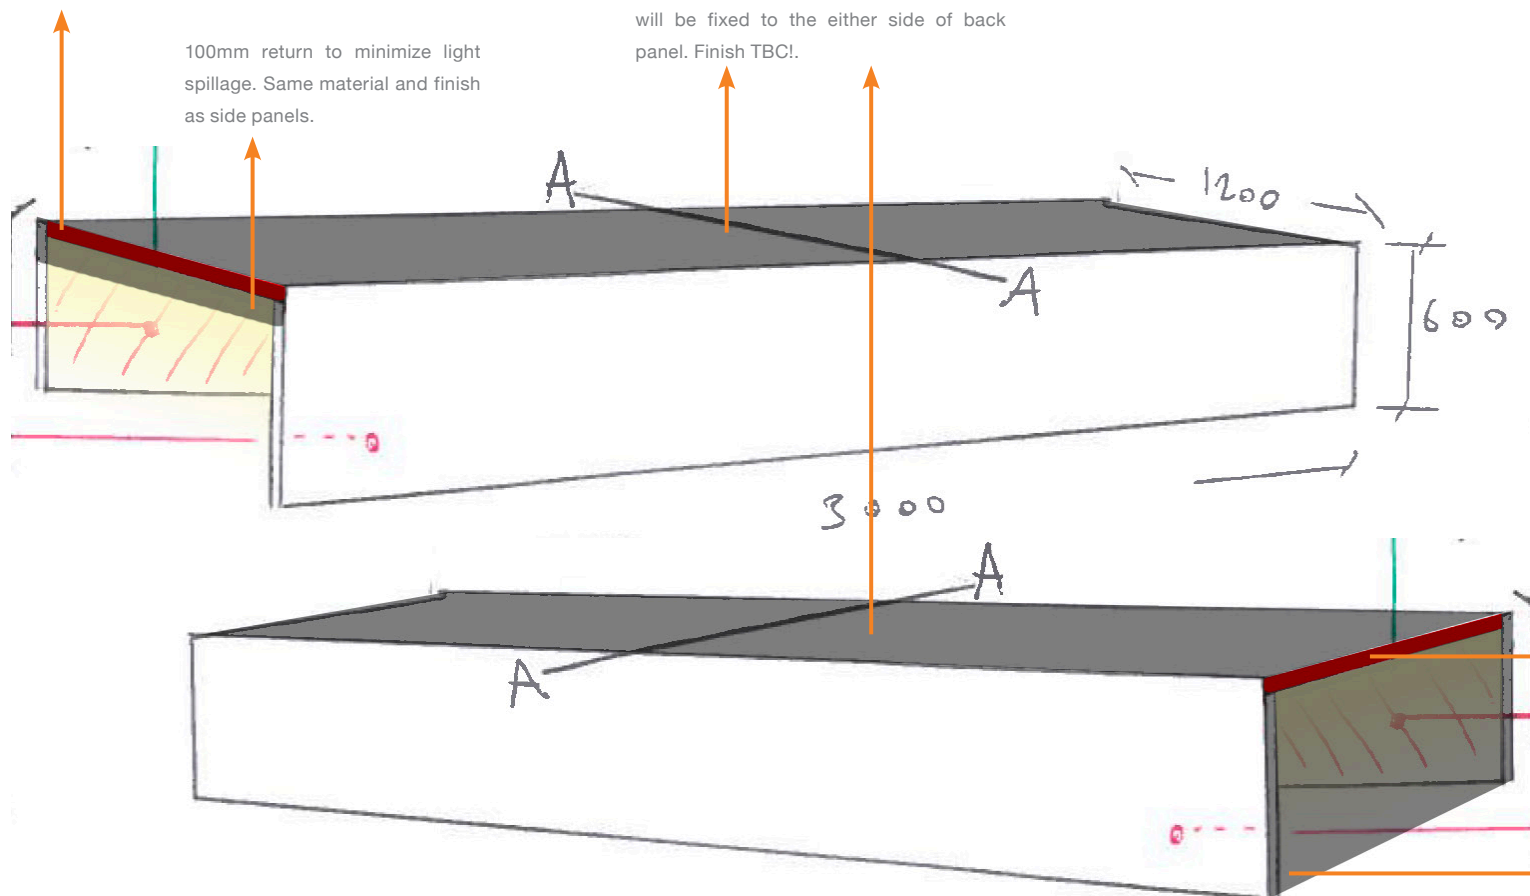 will be fixed to the either side of back
panel. Finish TBC!.
100mm return to minimize light
spillage. Same material and finish
as side panels.
A
1200
A
600
3000
A
A